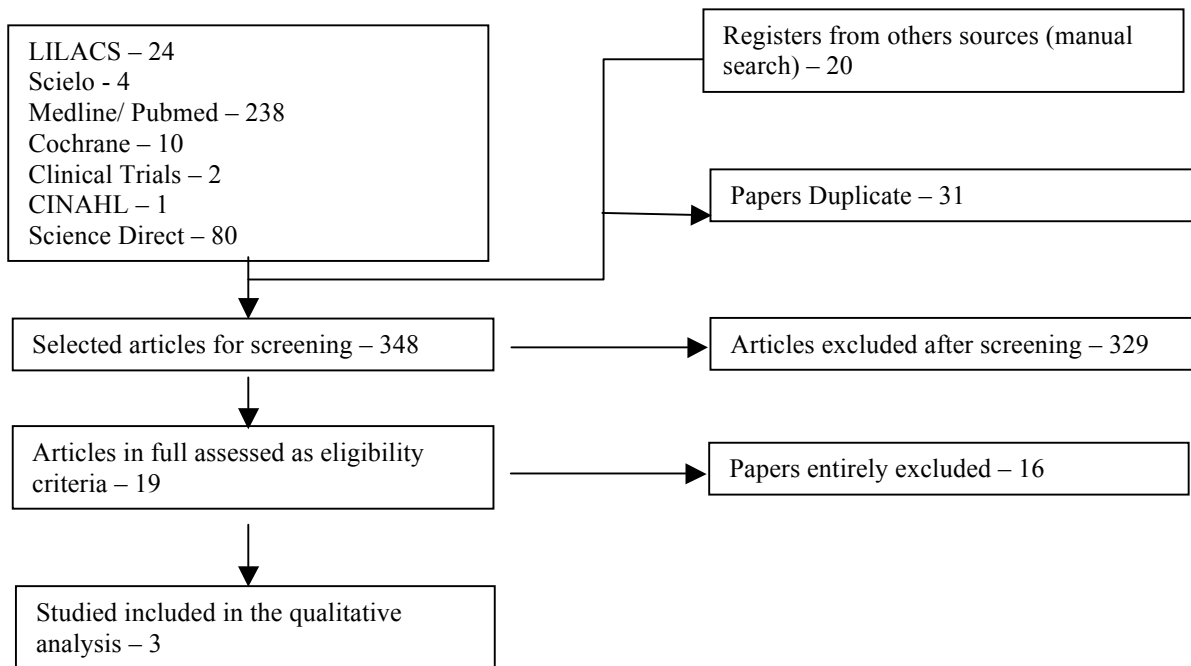 LILACS – 24
Scielo - 4
Medline/ Pubmed – 238
Cochrane – 10
Clinical Trials – 2
CINAHL – 1
Science Direct – 80
Registers from others sources (manual
search) – 20
Papers Duplicate – 31
Selected articles for screening – 348
Articles excluded after screening – 329
Articles in full assessed as eligibility
criteria – 19
Papers entirely excluded – 16
Studied included in the qualitative
analysis – 3